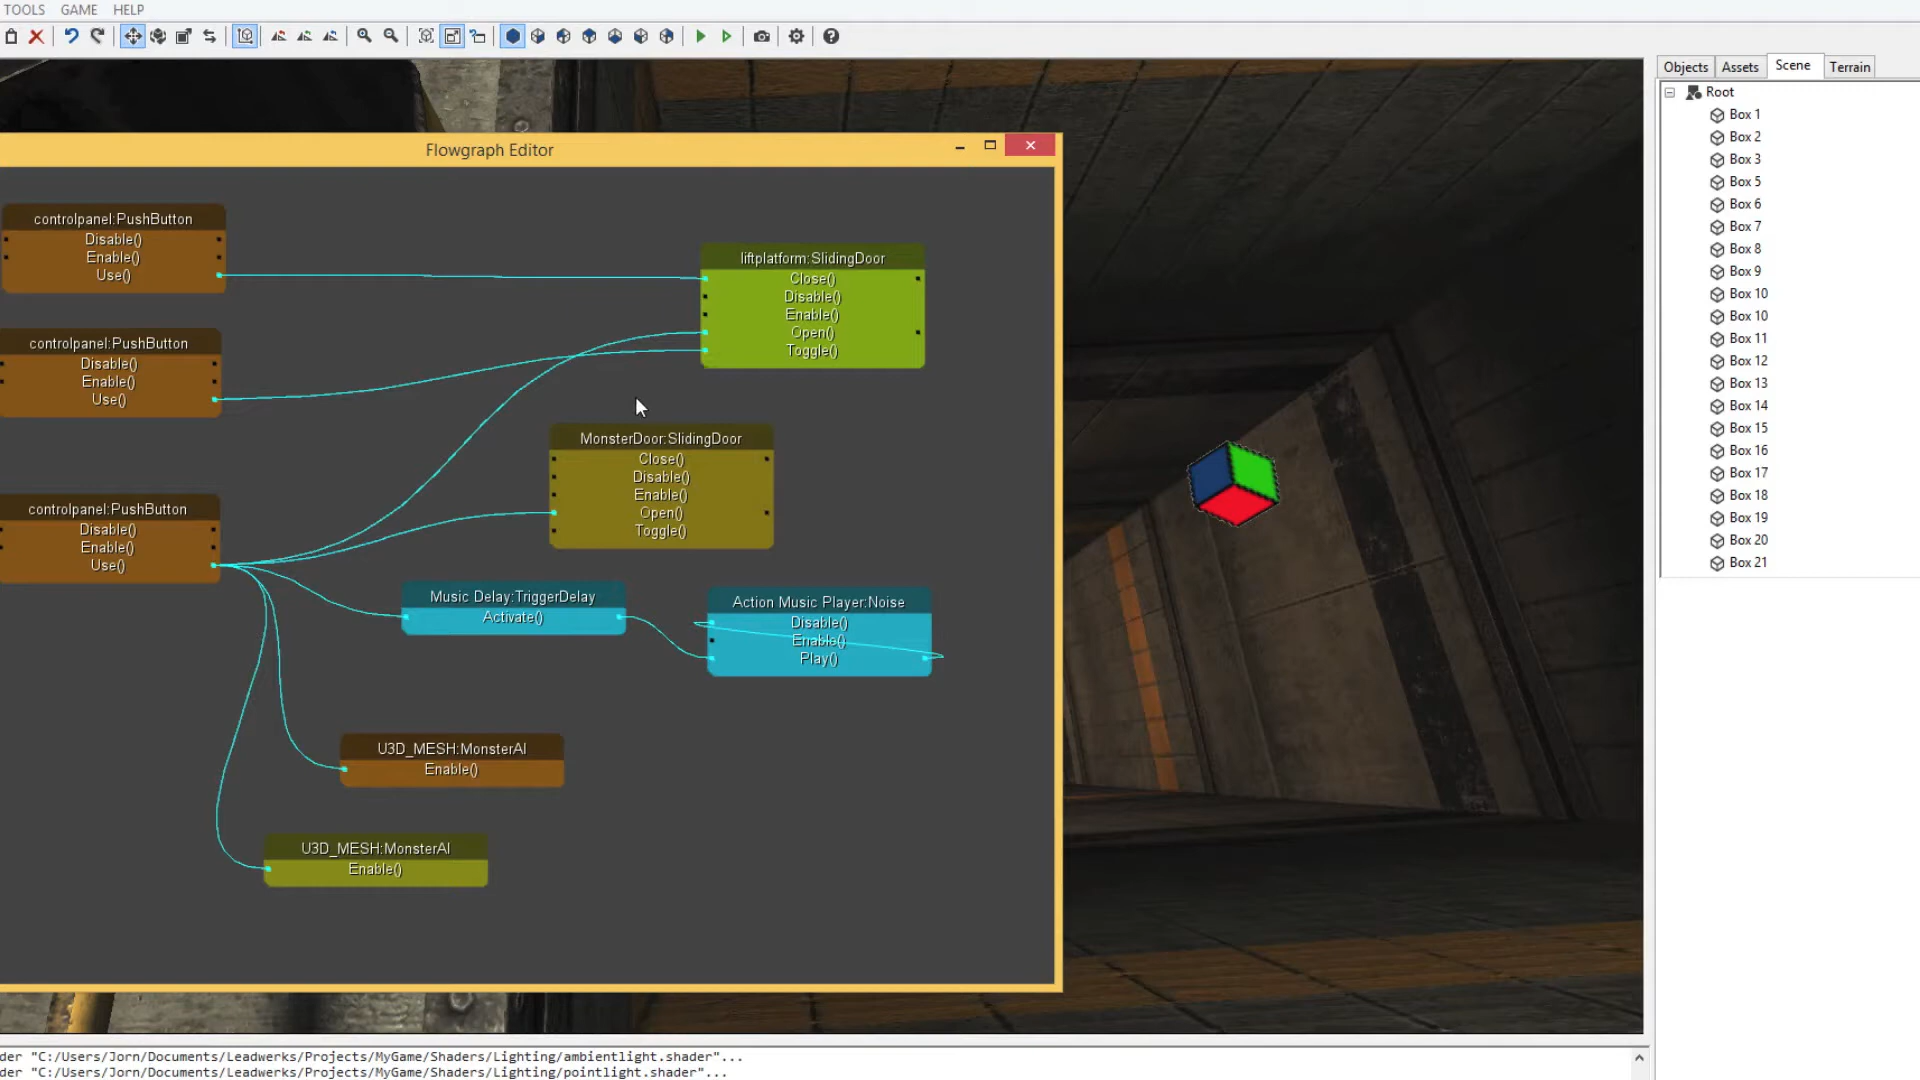 TOOLS GAME HELP
Objects Assets Scene Terrain
Root
Box 1
Box 2
Box 3
Box 5
Box 6
Box 7
Box 8
Box 9
Box 10
Box 10
Box 11
Box 12
Box 13
Box 14
Box 15
Box 16
Box 17
Box 18
Box 19
Box 20
Box 21
Flowgraph Editor
controlpanel:PushButton
Disable()
Enable()
Use()
liftplatform:SlidingDoor
Close()
Disable()
Enable()
Open()
Toggle()
controlpanel:PushButton
Disable()
Enable()
Use()
MonsterDoor:SlidingDoor
Close()
Disable()
Enable()
Open()
Toggle()
controlpanel:PushButton
Disable()
Enable()
Use()
Music Delay:TriggerDelay
Activate()
Action Music Player:Noise
Disable()
Enable()
Play()
U3D_MESH:MonsterAI
Enable()
U3D_MESH:MonsterAI
Enable()
der "C:/Users/Jorn/Documents/Leadwerks/Projects/MyGame/Shaders/Lighting/ambientlight.shader"...
der "C:/Users/Jorn/Documents/Leadwerks/Projects/MyGame/Shaders/Lighting/pointlight.shader"...